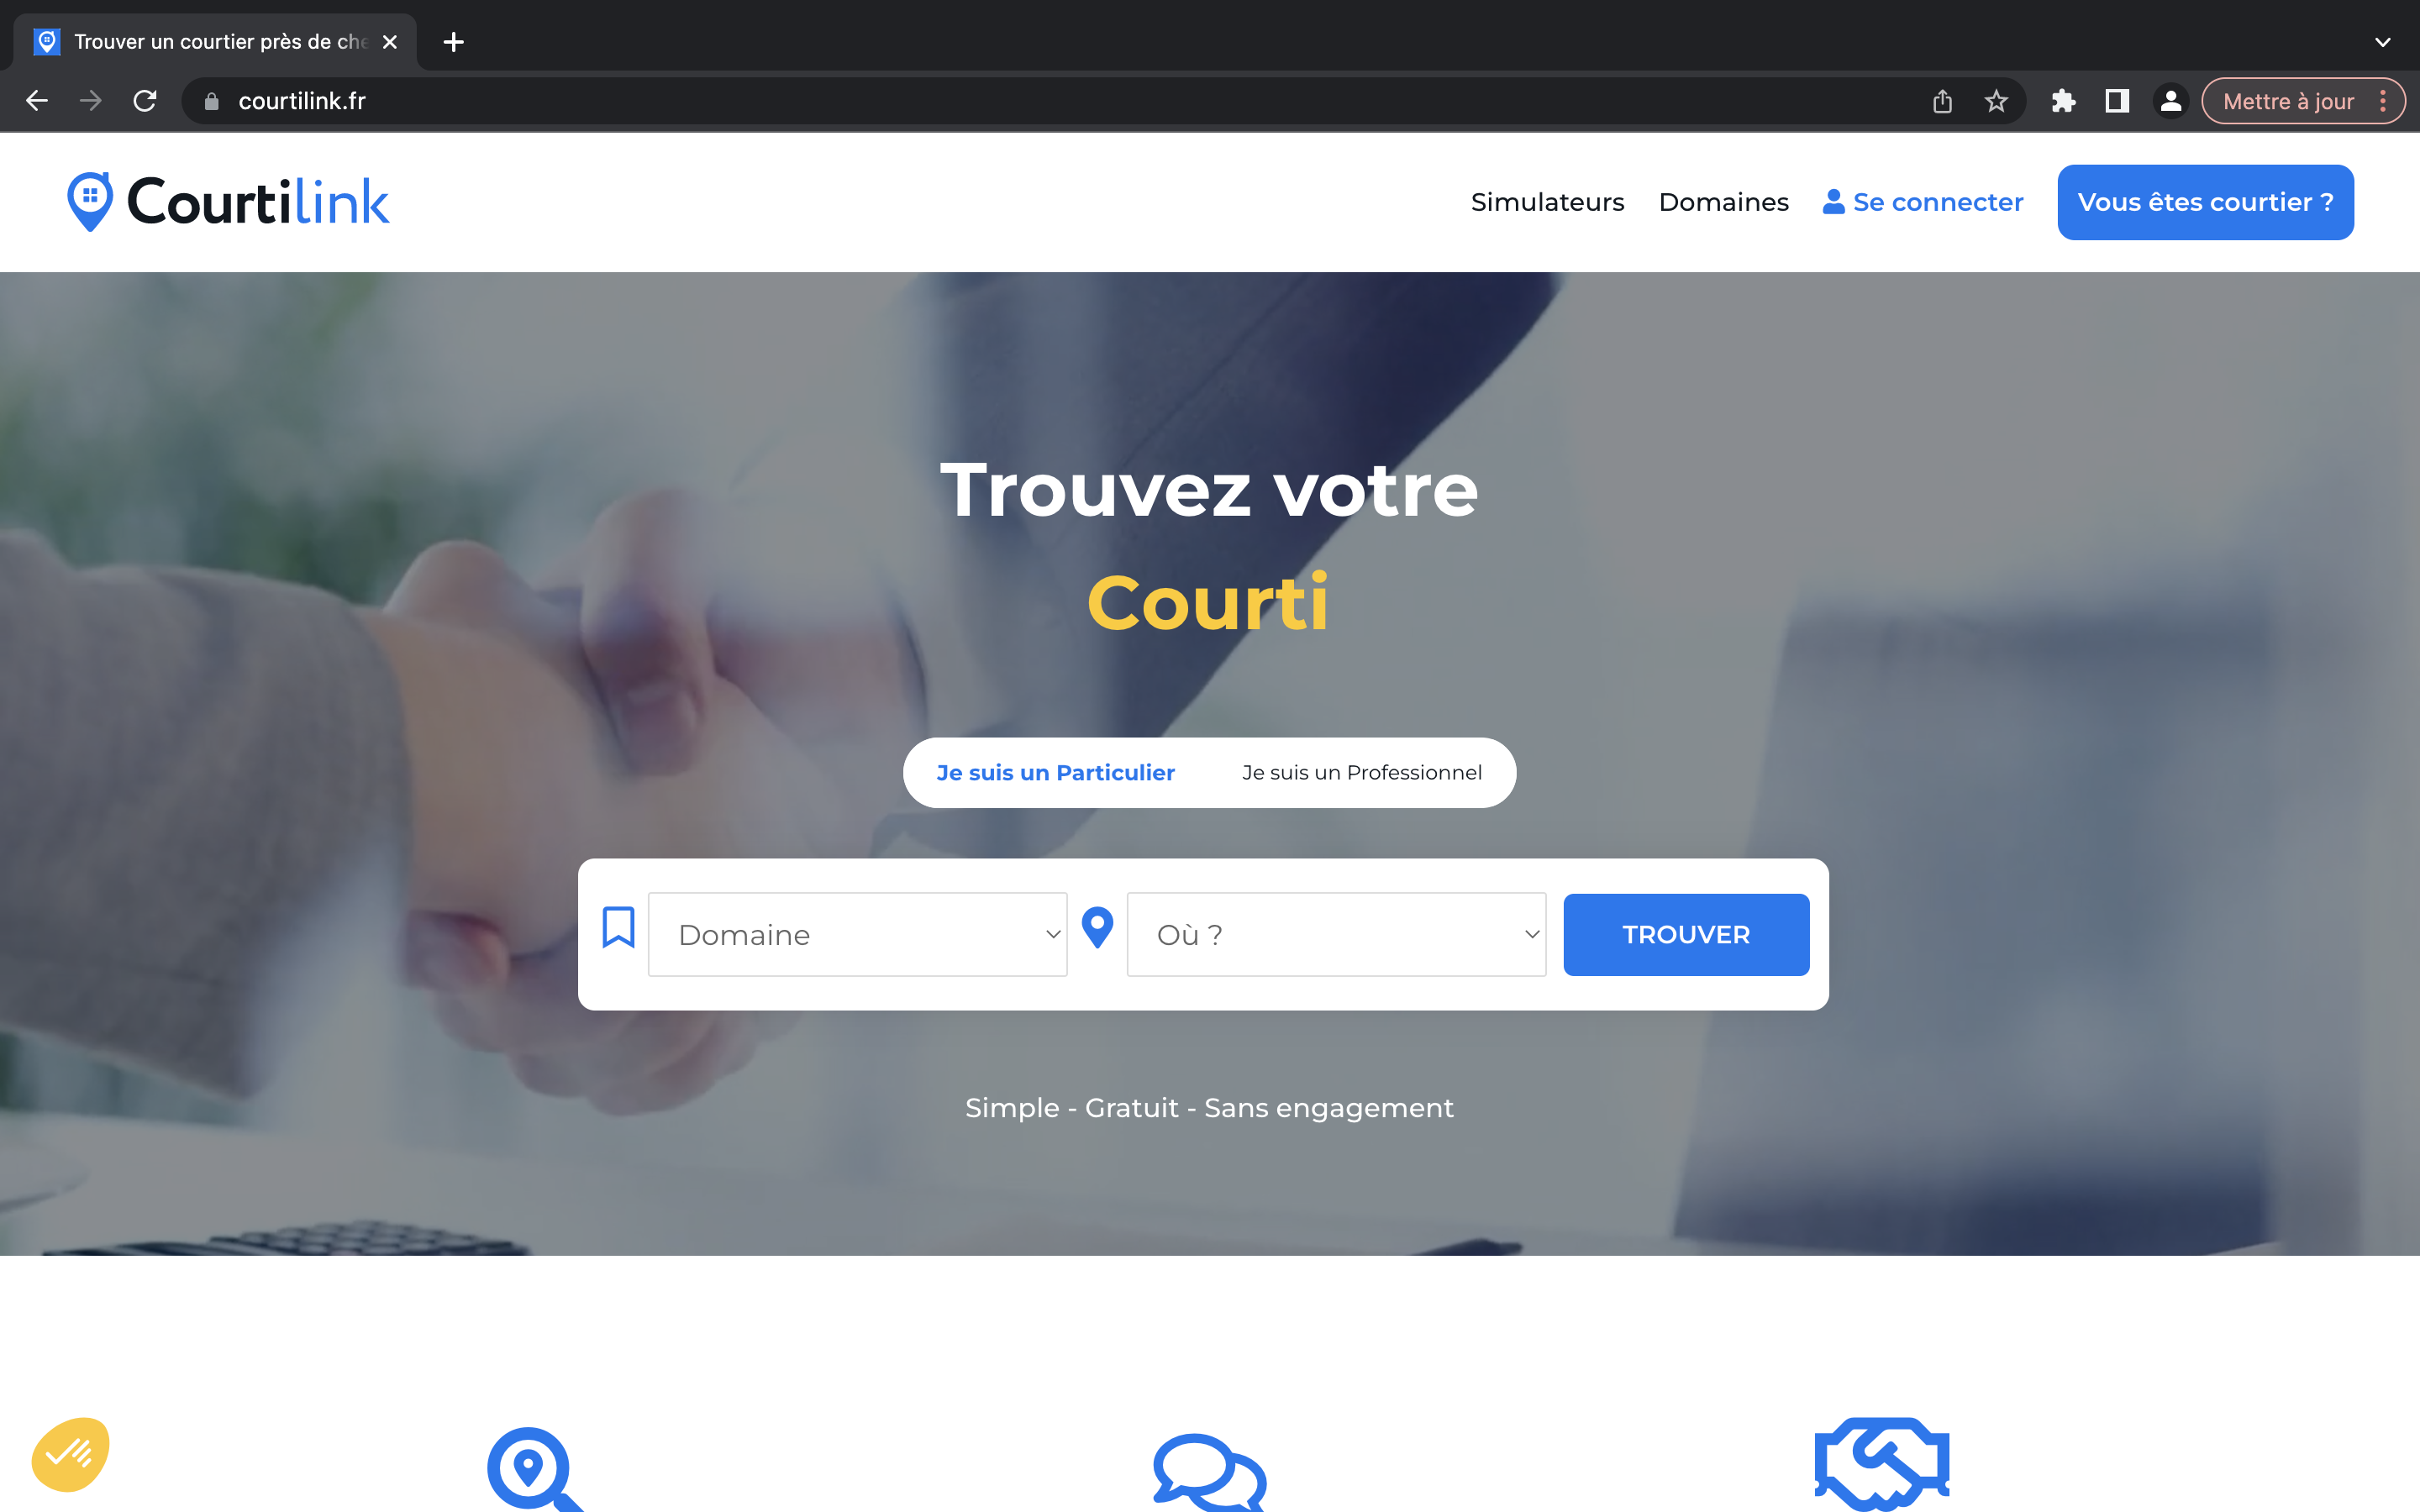 Trouver un courtier près de che
courtilink.fr
Mettre à jour
Courtilink
Simulateurs
Domaines
Se connecter
Vous êtes courtier ?
Trouvez votre
Courti
Je suis un Particulier
Je suis un Professionnel
Domaine
Où ?
TROUVER
Simple - Gratuit - Sans engagement